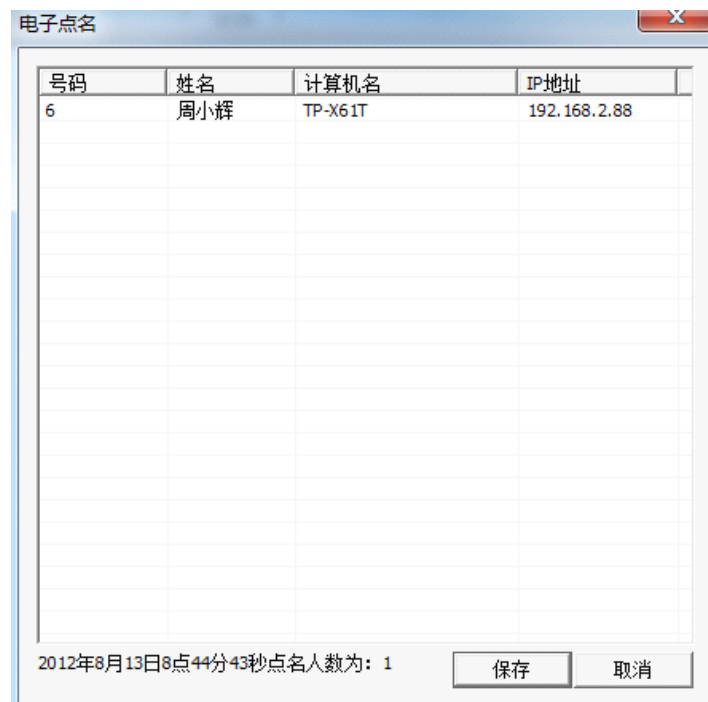 电子点名
号码 姓名 计算机名 IP地址
6 周小辉 TP-X61T 192.168.2.88
2012年8月13日8点44分43秒点名人数为：1 保存 取消